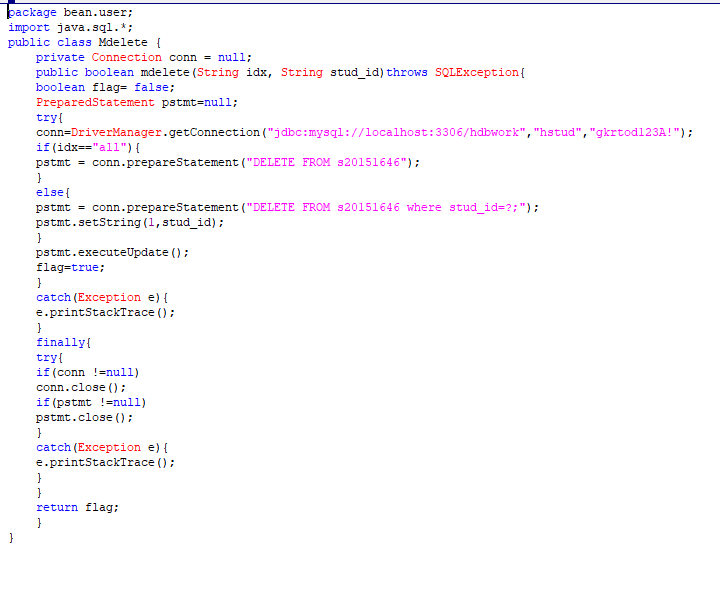 package bean.user;
import java.sql.*;
public class Mdelete {
private Connection conn = null;
public boolean mdelete(String idx, String stud_id)throws SQLException{
boolean flag= false;
PreparedStatement pstmt=null;
try{
conn=DriverManager.getConnection("jdbc:mysql://localhost:3306/hdbwork","hstud","gkrtod123A!");
if(idx=="all"){
pstmt = conn.prepareStatement("DELETE FROM s20151646");
}
else{
pstmt = conn.prepareStatement("DELETE FROM s20151646 where stud_id=?;");
pstmt.setString(1,stud_id);
}
pstmt.executeUpdate();
flag=true;
}
catch(Exception e){
e.printStackTrace();
}
finally{
try{
if(conn !=null)
conn.close();
if(pstmt !=null)
pstmt.close();
}
catch(Exception e){
e.printStackTrace();
}
}
return flag;
}
}